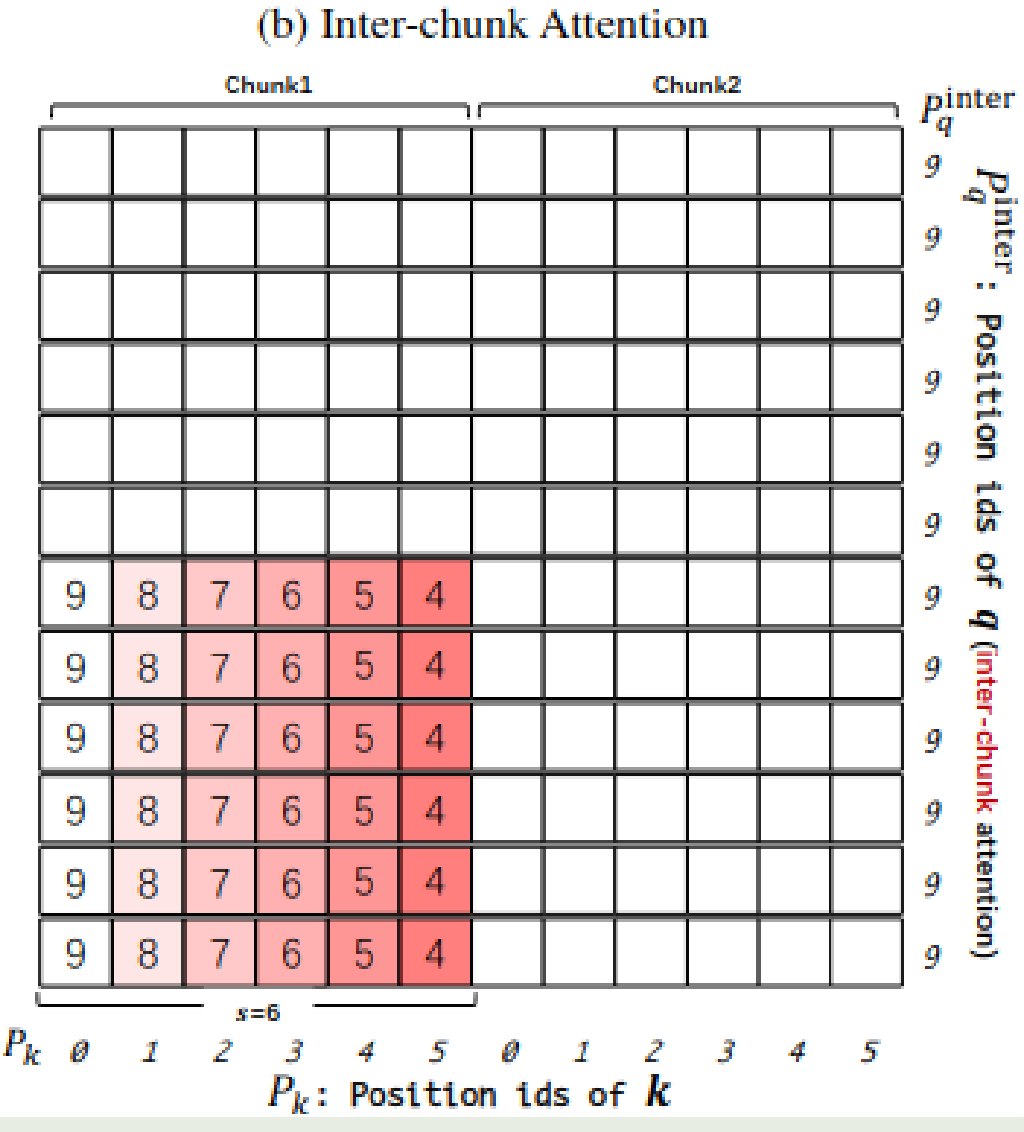 (b) Inter-chunk Attention
Chunk1 Chunk2
P_q^inter
9
9
9
9
9
9
9 8 7 6 5 4 9
9 8 7 6 5 4 9
9 8 7 6 5 4 9
9 8 7 6 5 4 9
9 8 7 6 5 4 9
9 8 7 6 5 4 9
P_q^inter: Position ids of q (inter-chunk attention)
s=6
P_k 0 1 2 3 4 5 0 1 2 3 4 5
P_k: Position ids of k